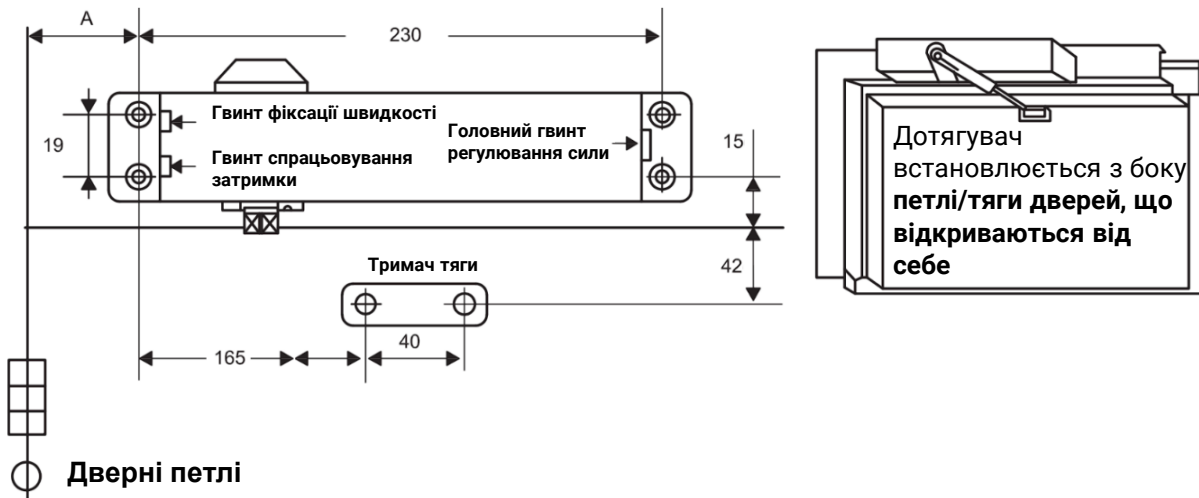 A
230
Гвинт фіксації швидкості
Головний гвинт
регулювання сили
19
15
Гвинт спрацьовування
затримки
Дотягувач
встановлюється з боку
петлі/тяги дверей, що
відкриваються від
себе
Тримач тяги
42
165
40
Дверні петлі